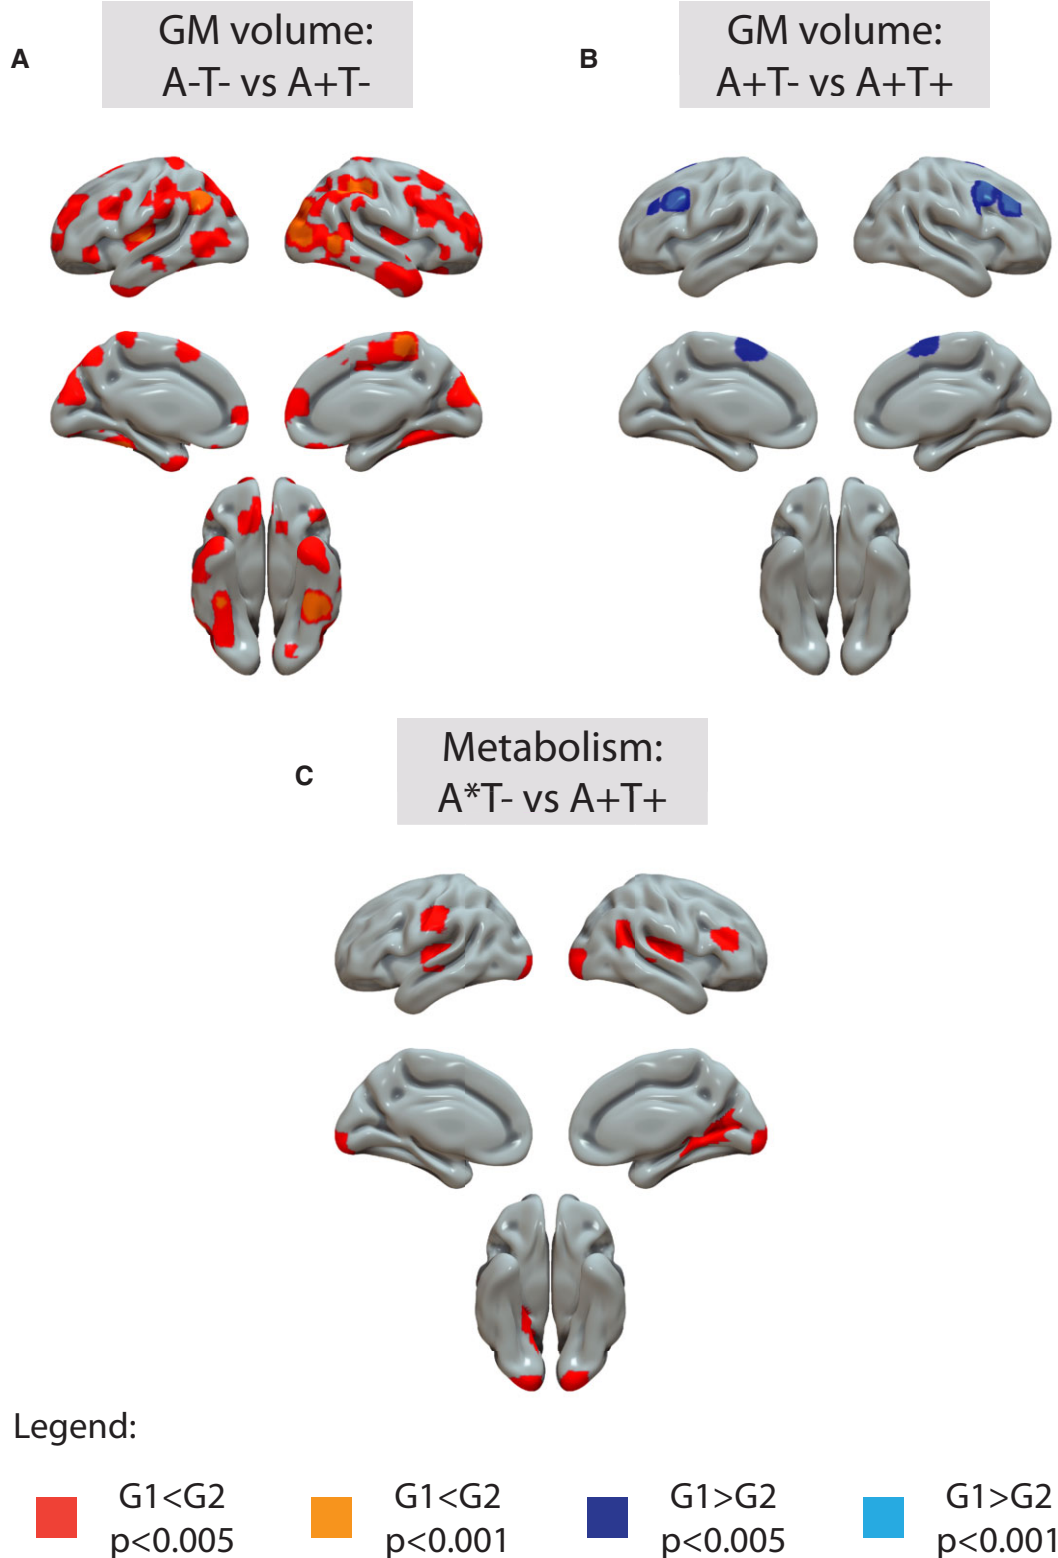 A
GM volume:
A-T- vs A+T-
B
GM volume:
A+T- vs A+T+
C
Metabolism:
A*T- vs A+T+
Legend:
G1<G2
p<0.005
G1<G2
p<0.001
G1>G2
p<0.005
G1>G2
p<0.001